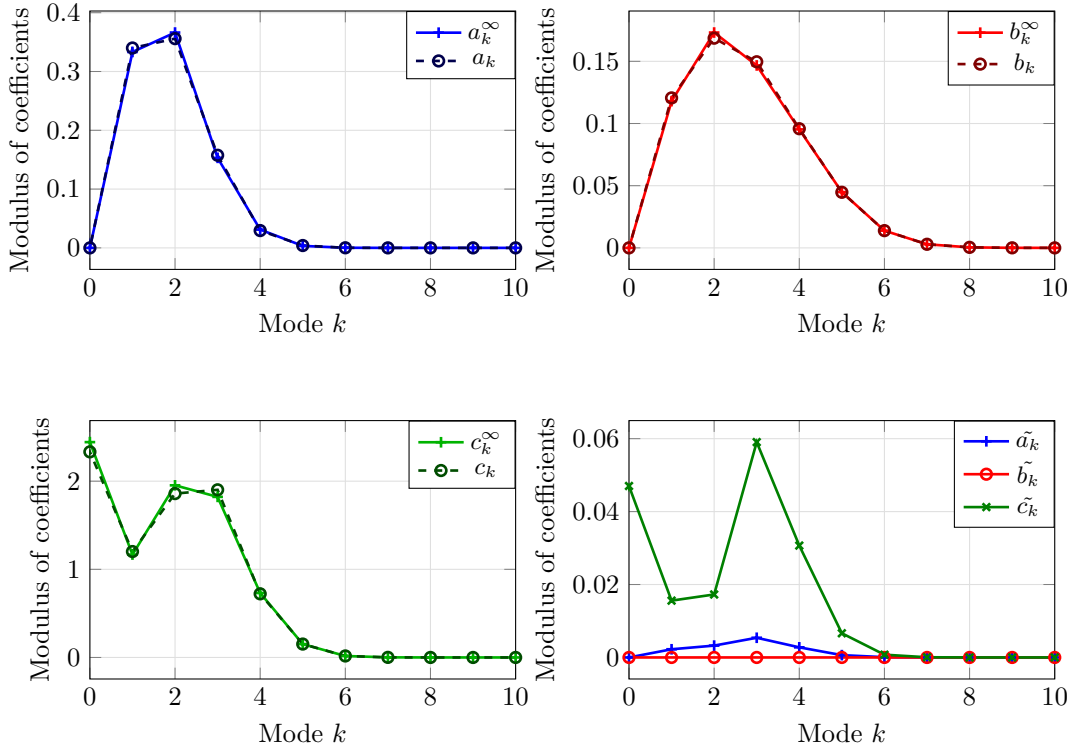 Modulus of coefficients
0.4
0.3
0.2
0.1
0
0 2 4 6 8 10
Mode k
a_k^∞
a_k
Modulus of coefficients
0.15
0.1
0.05
0
0 2 4 6 8 10
Mode k
b_k^∞
b_k
Modulus of coefficients
2
1
0
0 2 4 6 8 10
Mode k
c_k^∞
c_k
Modulus of coefficients
0.06
0.04
0.02
0
0 2 4 6 8 10
Mode k
ã_k
b̃_k
c̃_k